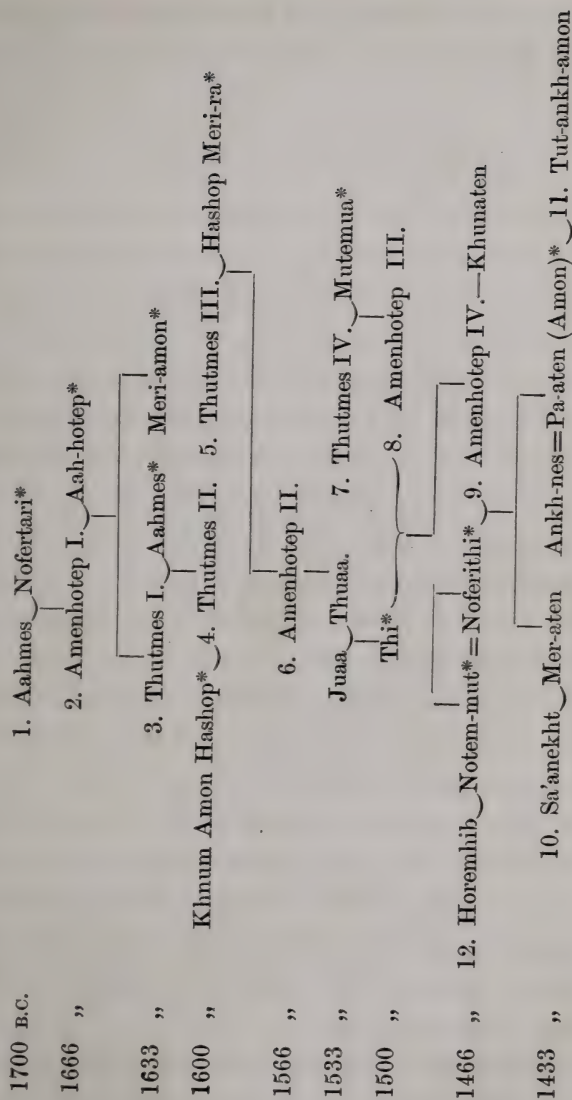 1700 B.C. 1. Aahmes Nofertari*
1666 „ 2. Amenhotep I. Aah-hotep*
1633 „ 3. Thutmes I. Aahmes* Meri-amon*
1600 „ Khnum Amon Hashop* 4. Thutmes II. 5. Thutmes III. Hashop Meri-ra*
1566 „ 6. Amenhotep II.
1533 „ Juaa Thuaa. 7. Thutmes IV. Mutemua*
1500 „ Thi* 8. Amenhotep III.
1466 „ 12. Horemhib Notem-mut*=Noferithi* 9. Amenhotep IV.—Khunaten
1433 „ 10. Sa'anekht Mer-aten Ankh-nes=Pa-aten (Amon)* 11. Tut-ankh-amon